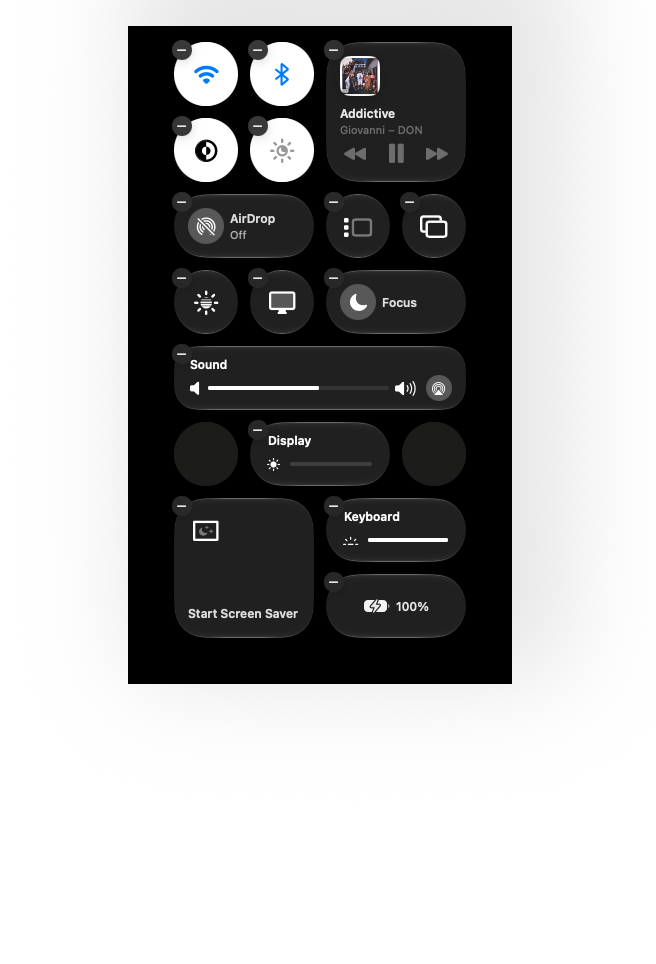 Addictive
Giovanni – DON
AirDrop
Off
Focus
Sound
Display
Keyboard
Start Screen Saver
100%